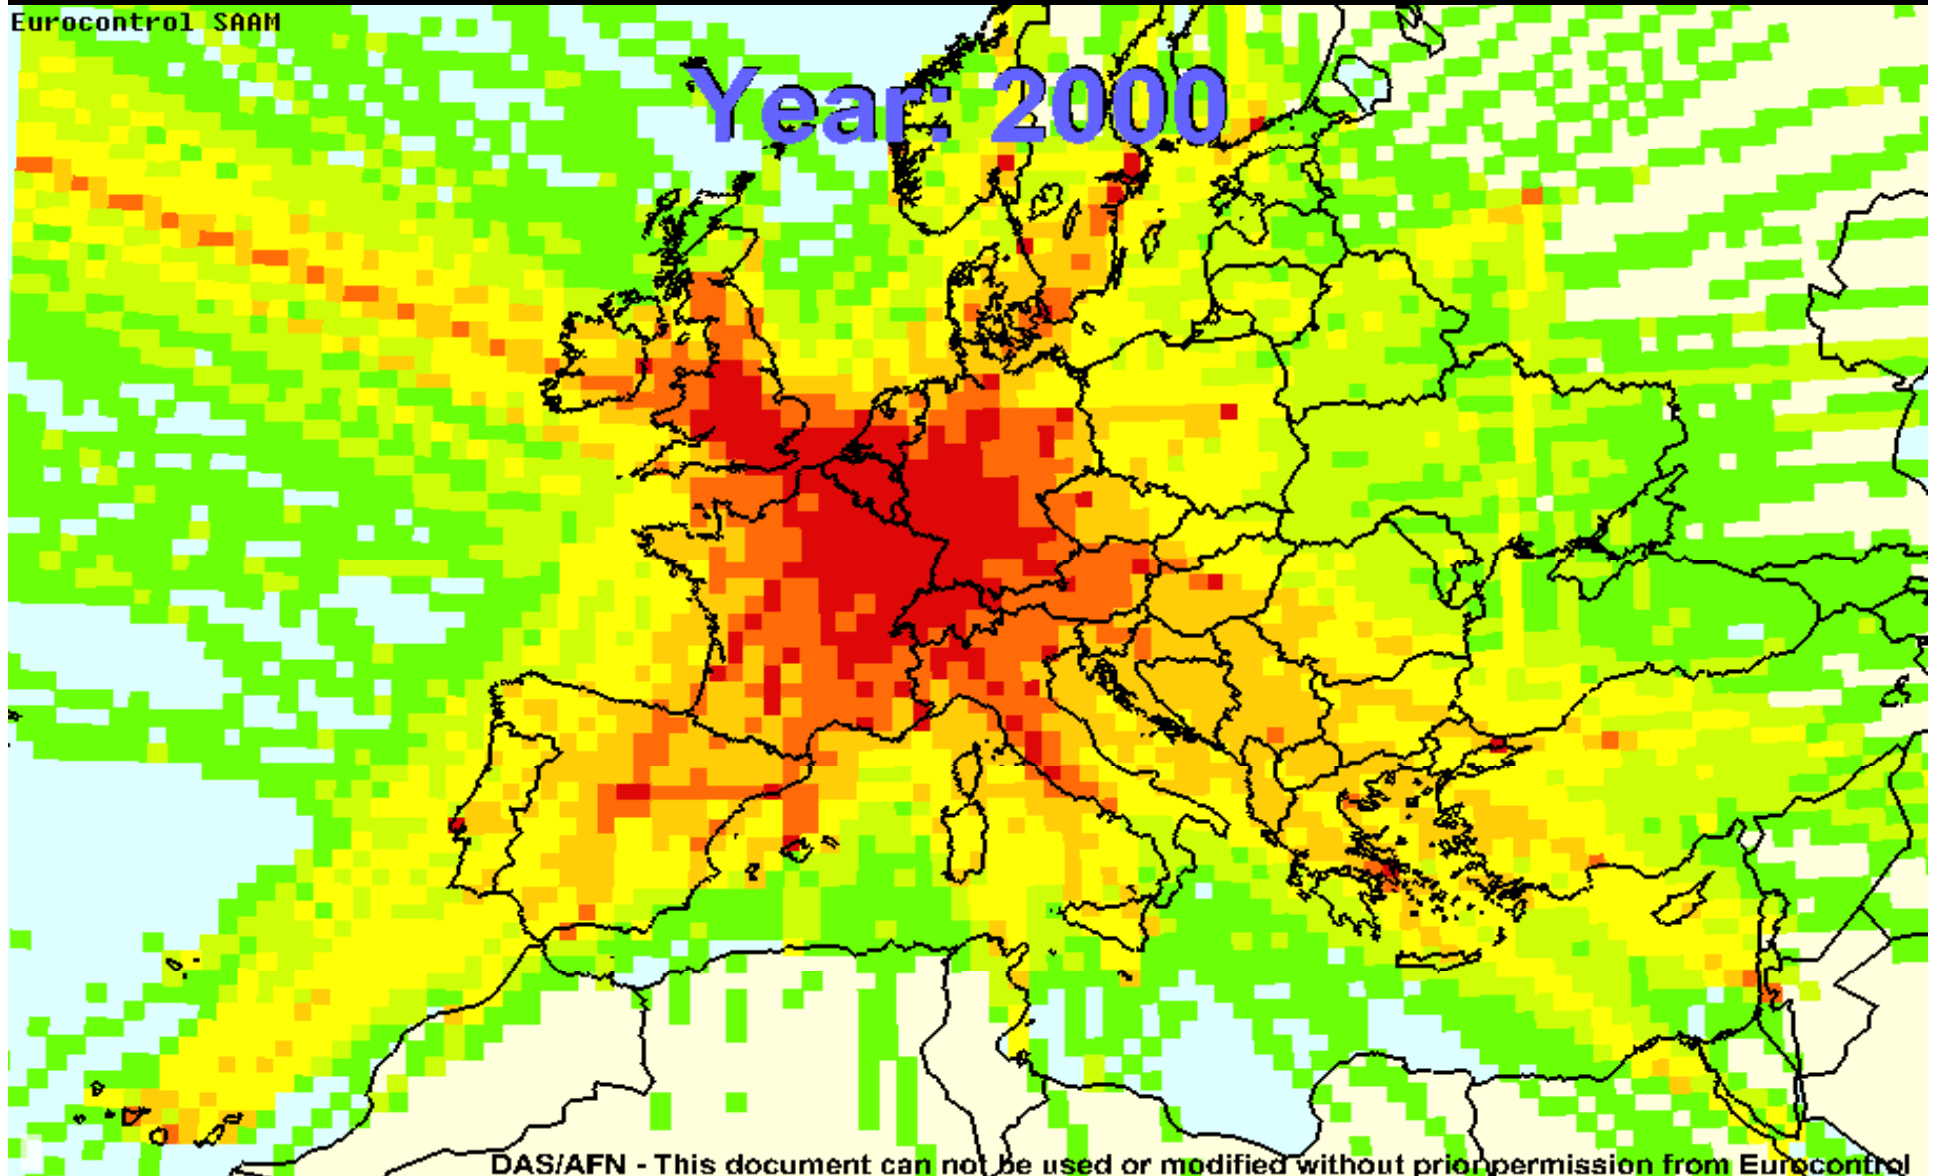 Eurocontrol SAAM
Year: 2000
DAS/AFN - This document can not be used or modified without prior permission from Eurocontrol